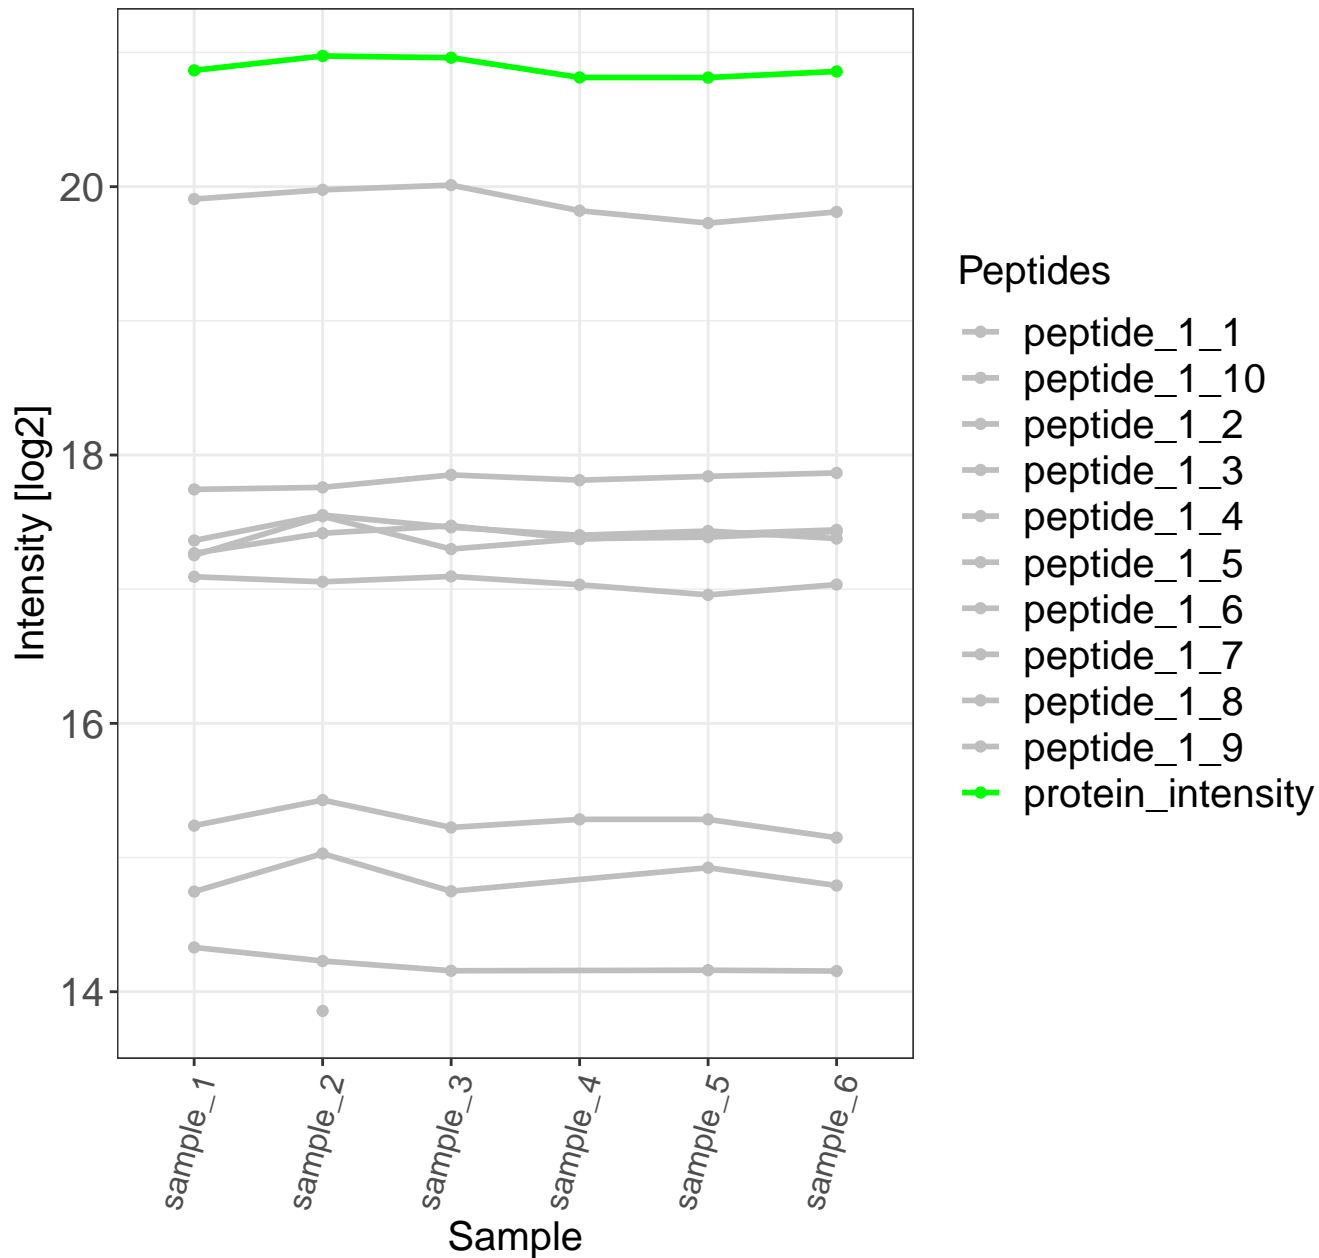 20
18
16
14
Intensity [log2]
sample_1
sample_2
sample_3
sample_4
sample_5
sample_6
Sample
Peptides
peptide_1_1
peptide_1_10
peptide_1_2
peptide_1_3
peptide_1_4
peptide_1_5
peptide_1_6
peptide_1_7
peptide_1_8
peptide_1_9
protein_intensity